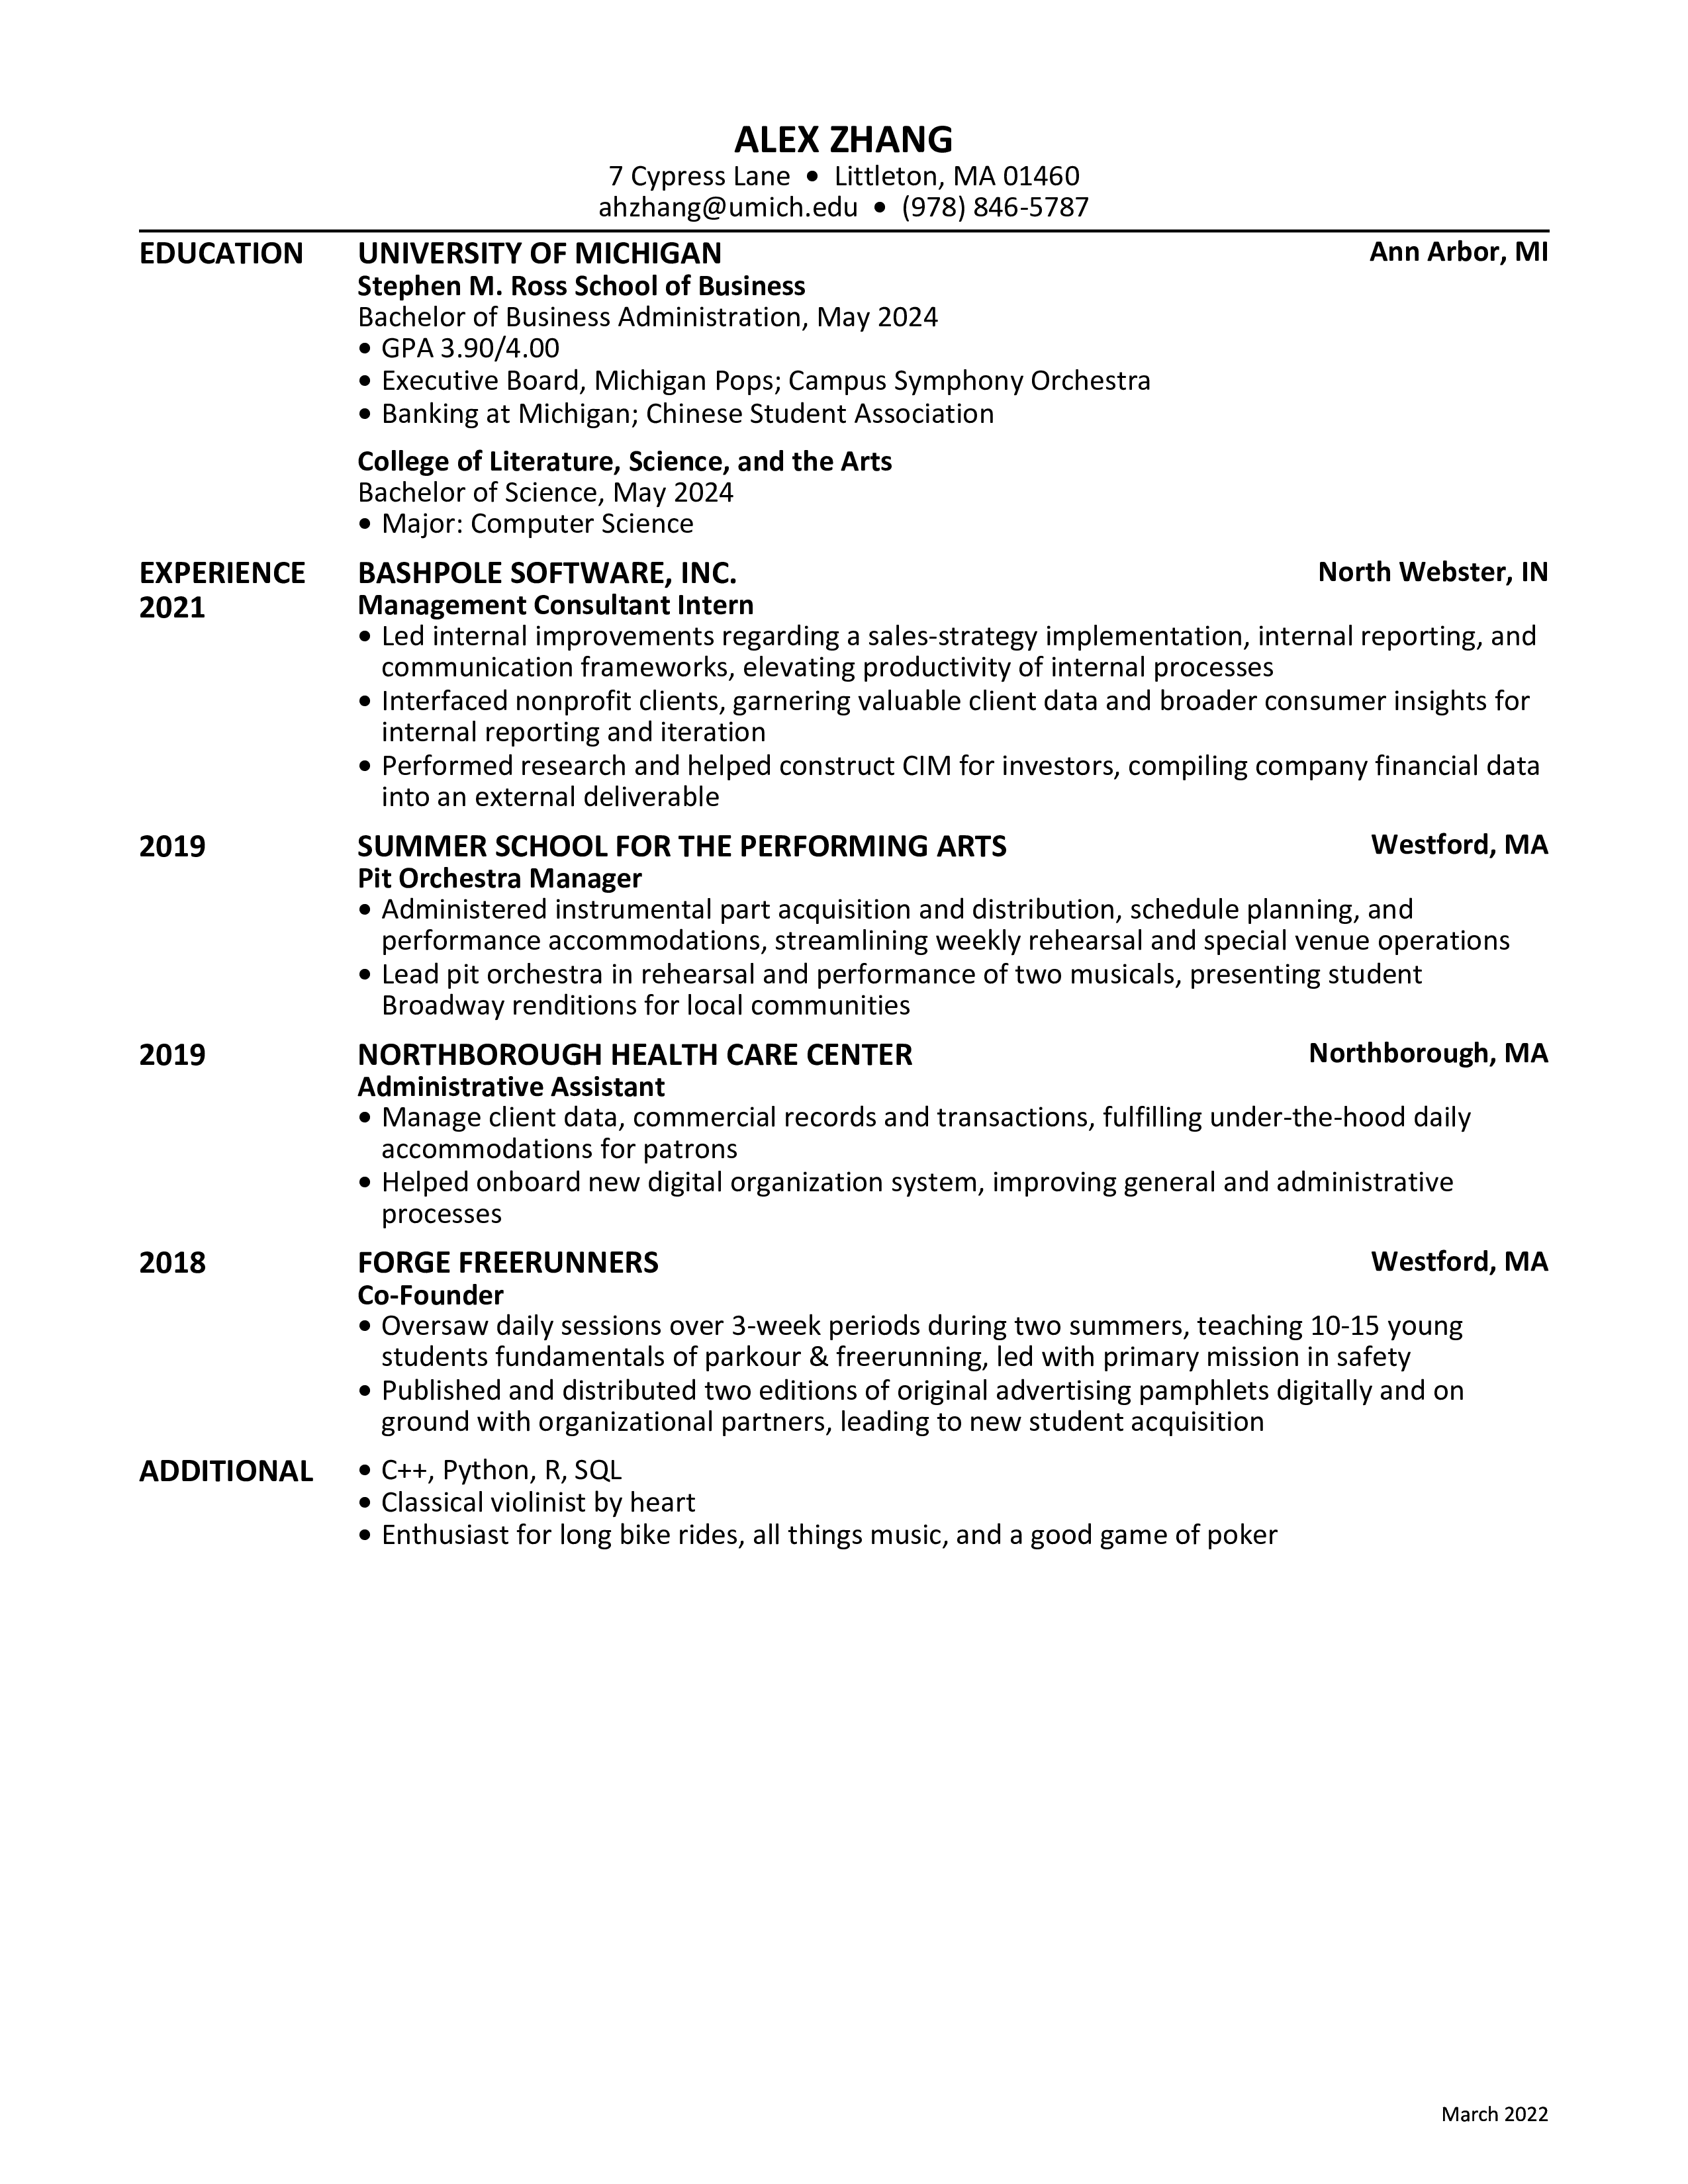 ALEX ZHANG
7 Cypress Lane • Littleton, MA 01460
ahzhang@umich.edu • (978) 846-5787
EDUCATION UNIVERSITY OF MICHIGAN Ann Arbor, MI
Stephen M. Ross School of Business
Bachelor of Business Administration, May 2024
• GPA 3.90/4.00
• Executive Board, Michigan Pops; Campus Symphony Orchestra
• Banking at Michigan; Chinese Student Association
College of Literature, Science, and the Arts
Bachelor of Science, May 2024
• Major: Computer Science
EXPERIENCE BASHPOLE SOFTWARE, INC. North Webster, IN
2021 Management Consultant Intern
• Led internal improvements regarding a sales-strategy implementation, internal reporting, and
communication frameworks, elevating productivity of internal processes
• Interfaced nonprofit clients, garnering valuable client data and broader consumer insights for
internal reporting and iteration
• Performed research and helped construct CIM for investors, compiling company financial data
into an external deliverable
2019 SUMMER SCHOOL FOR THE PERFORMING ARTS Westford, MA
Pit Orchestra Manager
• Administered instrumental part acquisition and distribution, schedule planning, and
performance accommodations, streamlining weekly rehearsal and special venue operations
• Lead pit orchestra in rehearsal and performance of two musicals, presenting student
Broadway renditions for local communities
2019 NORTHBOROUGH HEALTH CARE CENTER Northborough, MA
Administrative Assistant
• Manage client data, commercial records and transactions, fulfilling under-the-hood daily
accommodations for patrons
• Helped onboard new digital organization system, improving general and administrative
processes
2018 FORGE FREERUNNERS Westford, MA
Co-Founder
• Oversaw daily sessions over 3-week periods during two summers, teaching 10-15 young
students fundamentals of parkour & freerunning, led with primary mission in safety
• Published and distributed two editions of original advertising pamphlets digitally and on
ground with organizational partners, leading to new student acquisition
ADDITIONAL • C++, Python, R, SQL
• Classical violinist by heart
• Enthusiast for long bike rides, all things music, and a good game of poker
March 2022